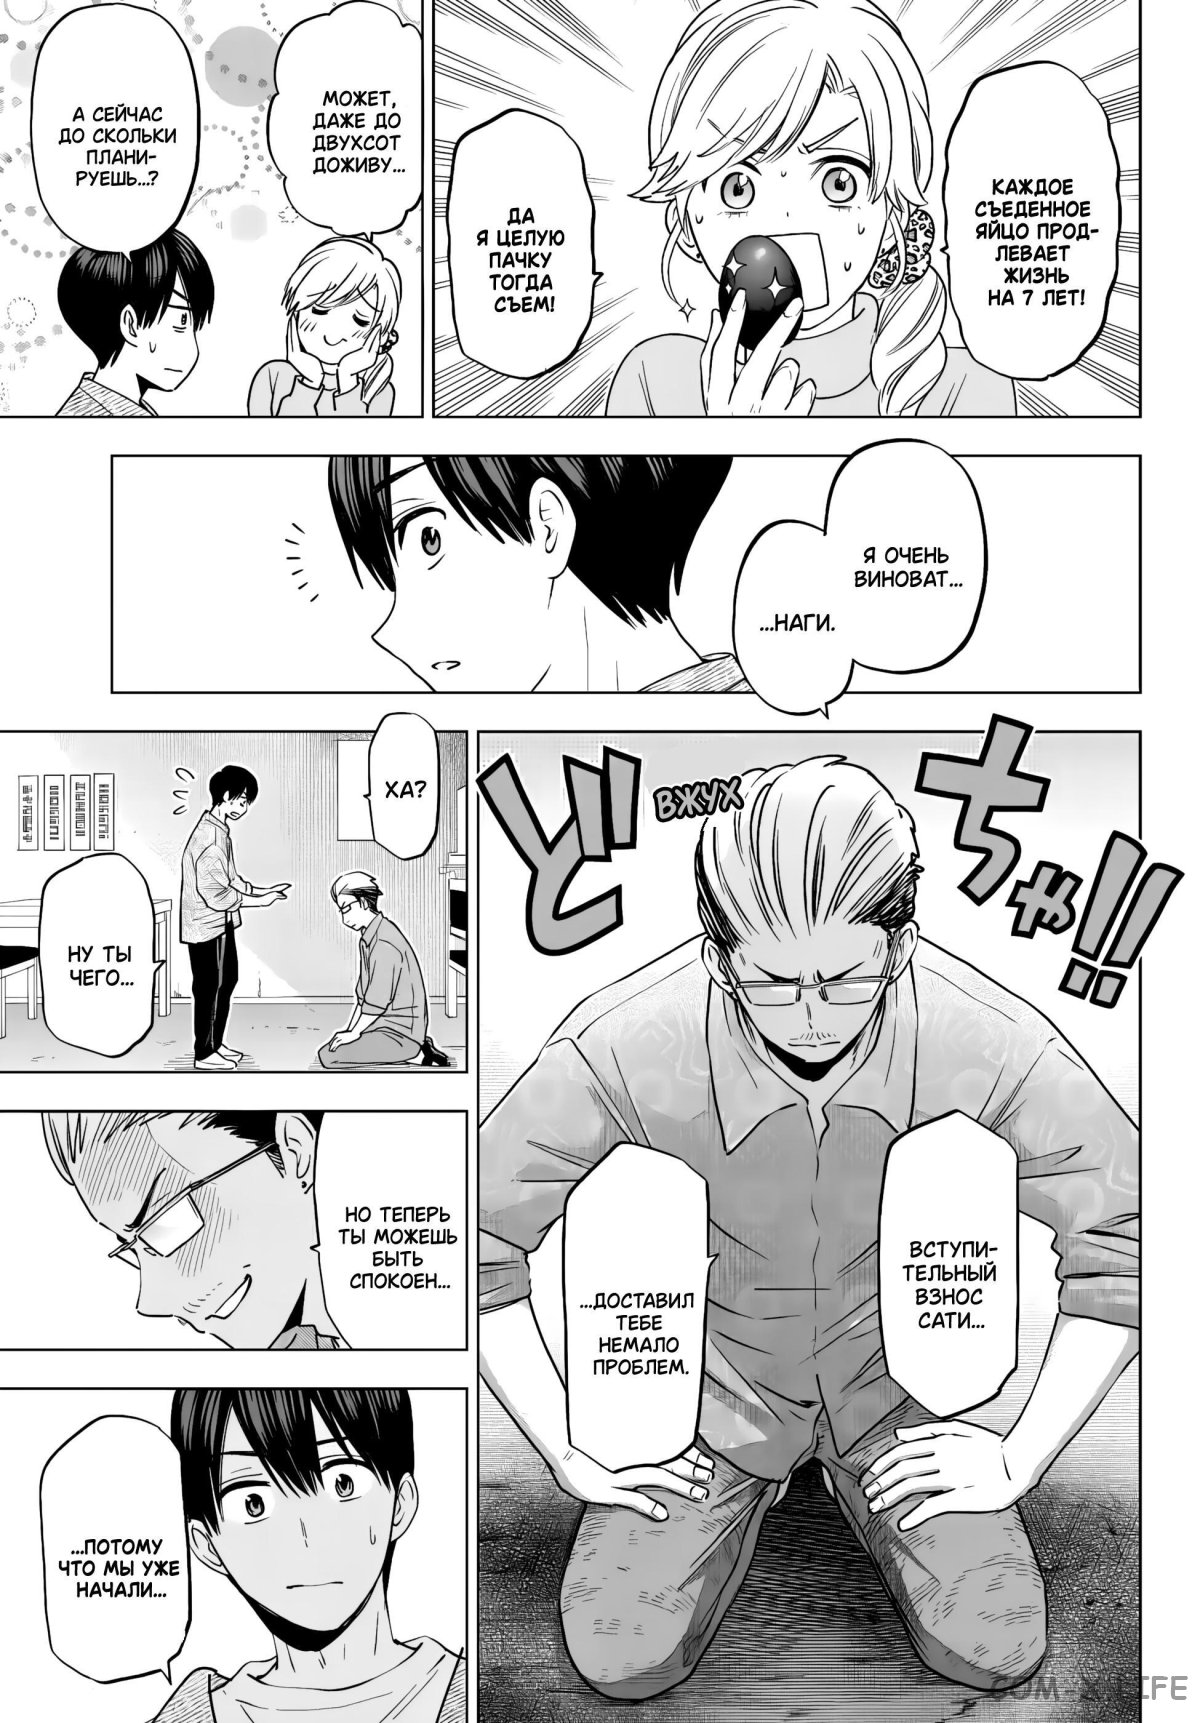 КАЖДОЕ
СЪЕДЕННОЕ
ЯЙЦО ПРОД-
ЛЕВАЕТ
ЖИЗНЬ
НА 7 ЛЕТ!
ДА
Я ЦЕЛУЮ
ПАЧКУ
ТОГДА
СЪЕМ!
МОЖЕТ,
ДАЖЕ ДО
ДВУХСОТ
ДОЖИВУ...
А СЕЙЧАС
ДО СКОЛЬКИ
ПЛАНИ-
РУЕШЬ...?
Я ОЧЕНЬ
ВИНОВАТ...
...НАГИ.
どちゃ!!
ВЖУХ
ВСТУПИ-
ТЕЛЬНЫЙ
ВЗНОС
САТИ...
...ДОСТАВИЛ
ТЕБЕ
НЕМАЛО
ПРОБЛЕМ.
ХА?
НУ ТЫ
ЧЕГО...
НО ТЕПЕРЬ
ТЫ МОЖЕШЬ
БЫТЬ
СПОКОЕН...
...ПОТОМУ
ЧТО МЫ УЖЕ
НАЧАЛИ...
COM-X.LIFE